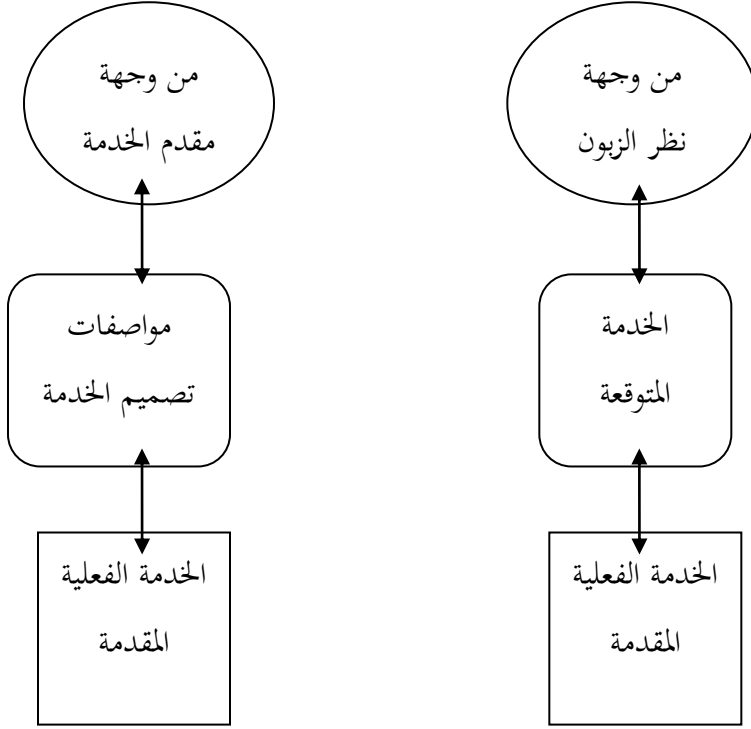 من وجهة
نظر الزبون
الخدمة
المتوقعة
الخدمة الفعلية
المقدمة
من وجهة
مقدم الخدمة
مواصفات
تصميم الخدمة
الخدمة الفعلية
المقدمة